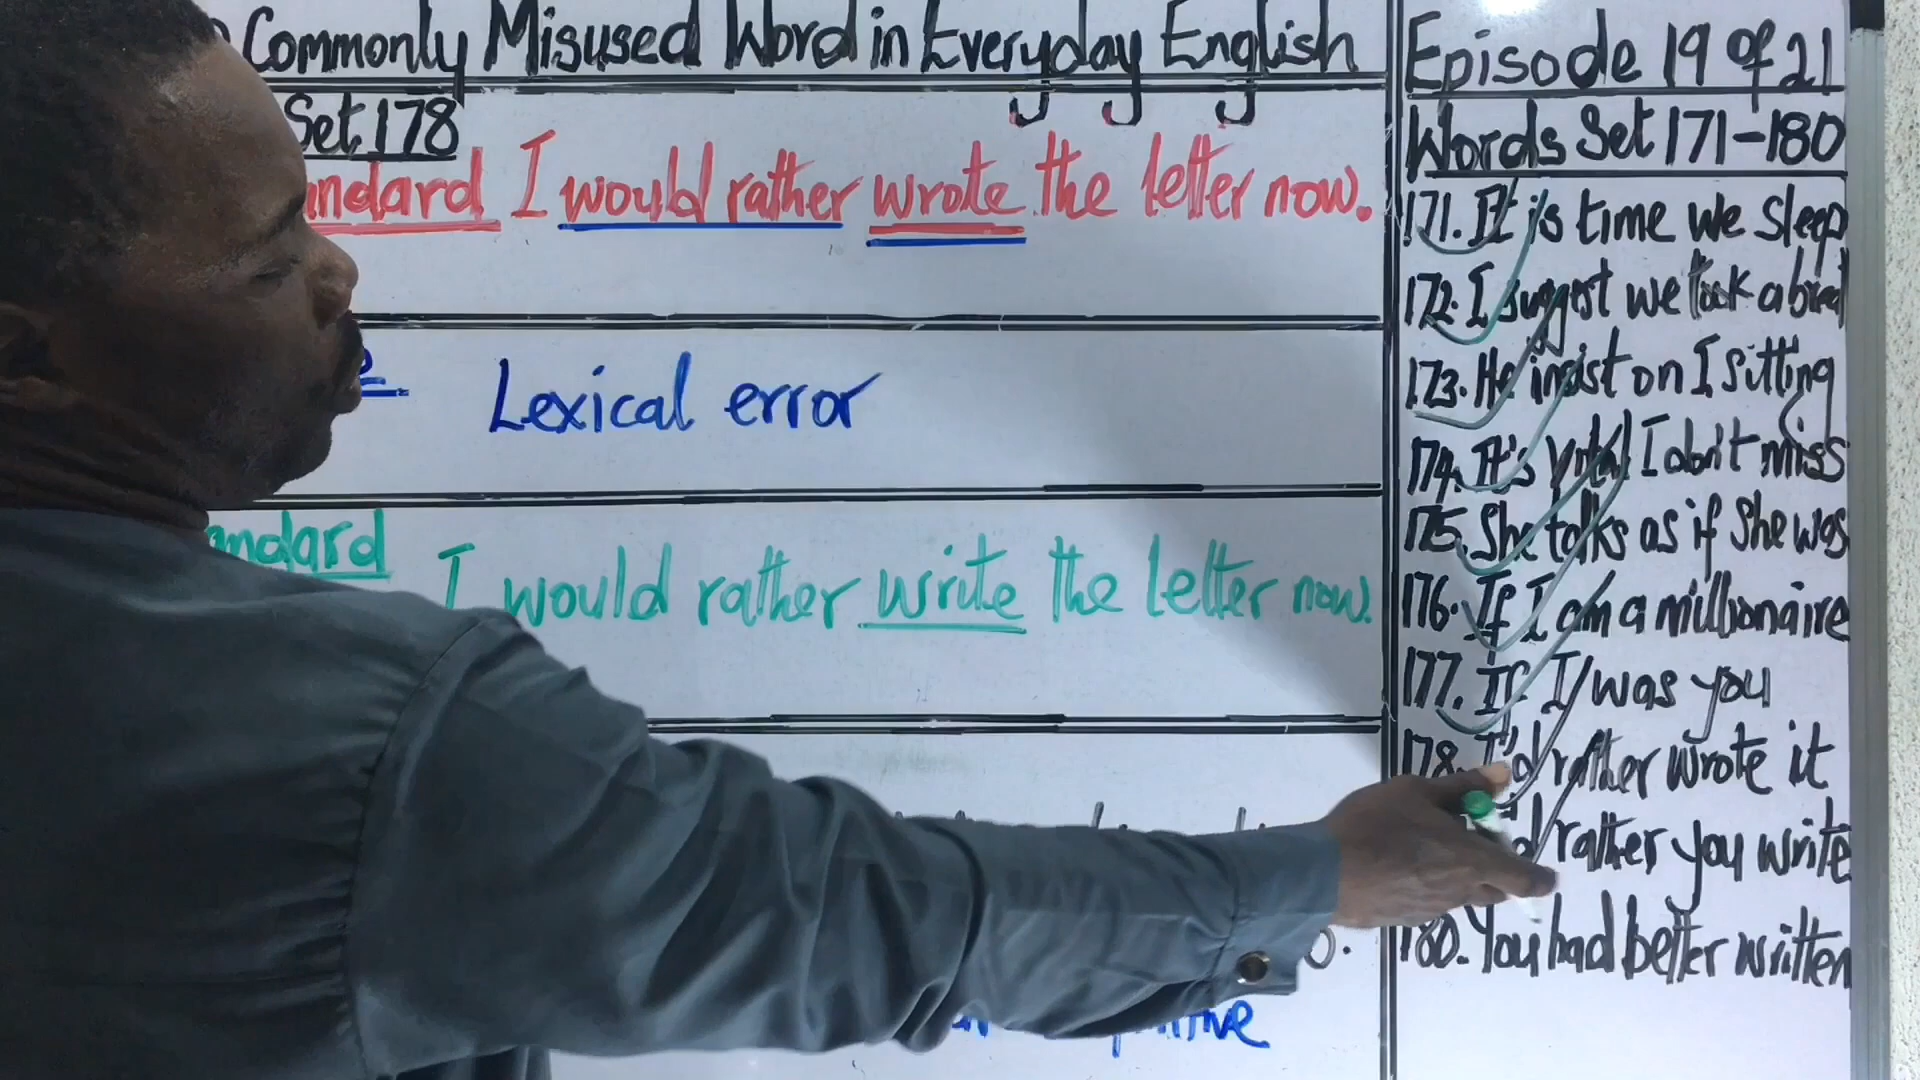 Commonly Misused Word in Everyday English
Set 178
andard I would rather wrote the letter now.
Lexical error
andard I would rather write the letter now.
Episode 19 of 21
Words Set 171-180
171. It is time we sleep
172. I suggest we took a break
173. He insist on I sitting
174. It's vital I don't miss
175. She talks as if she was
176. If I am a millionaire
177. If I was you
178. I'd rather wrote it
rather you write
180. You had better written